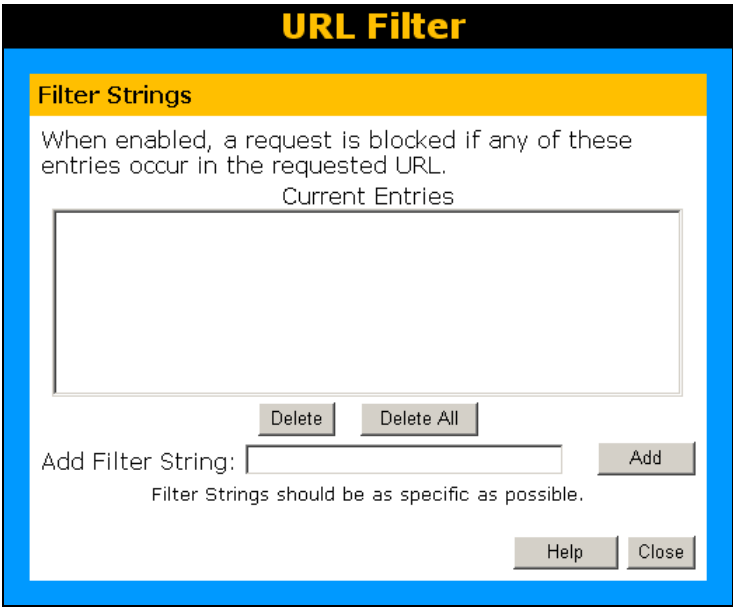 URL Filter
Filter Strings
When enabled, a request is blocked if any of these
entries occur in the requested URL.
Current Entries
Delete Delete All
Add Filter String: Add
Filter Strings should be as specific as possible.
Help Close